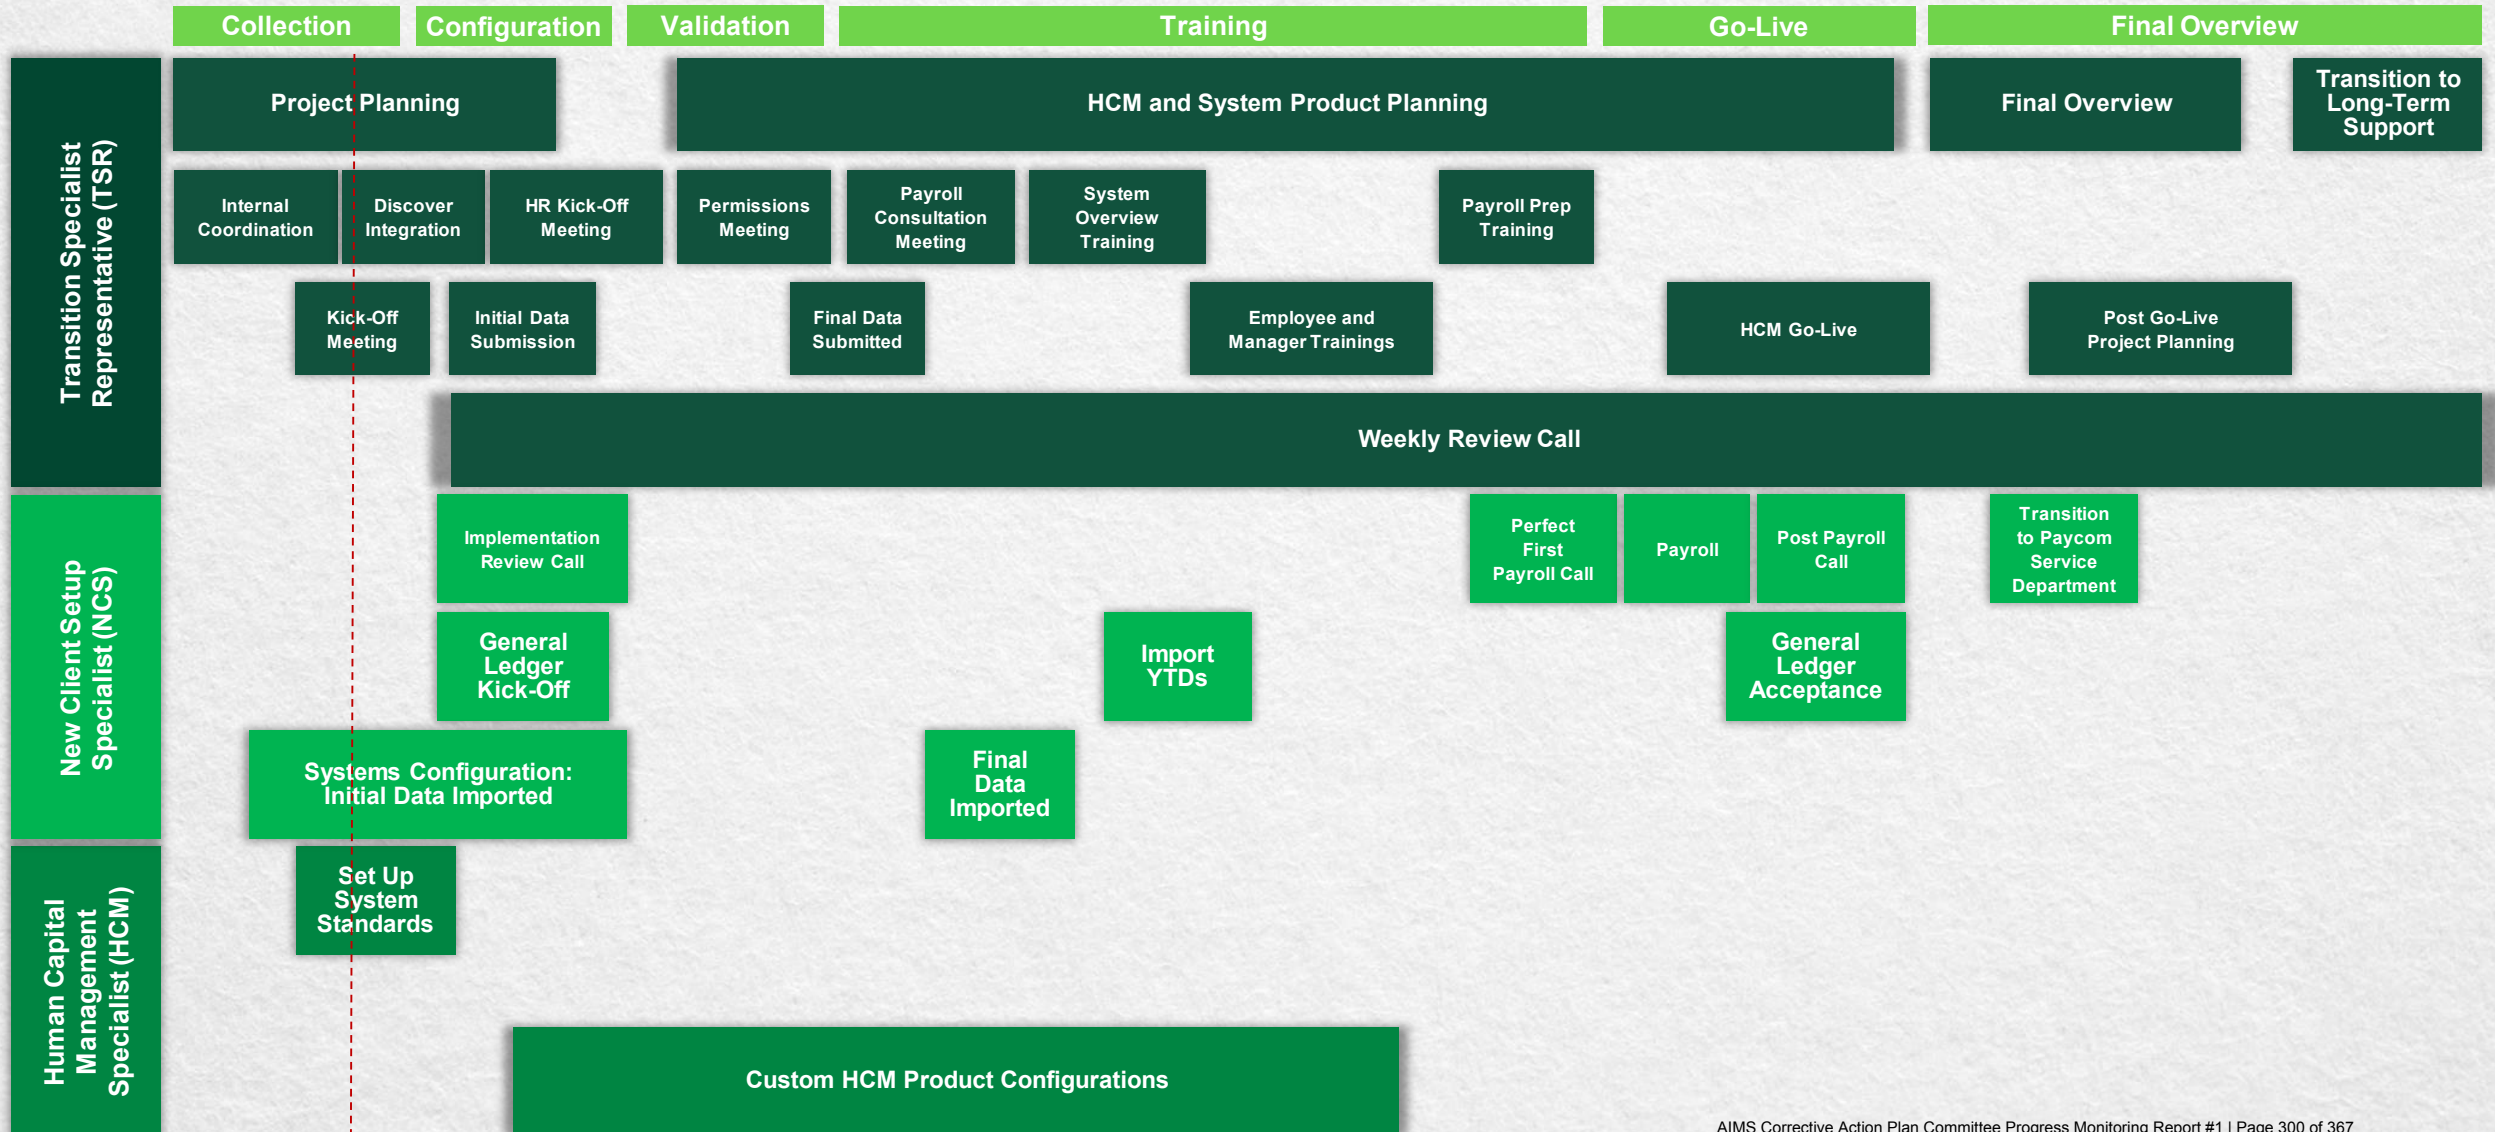 Collection
Configuration
Validation
Training
Go-Live
Final Overview
Transition Specialist
Representative (TSR)
Project Planning
HCM and System Product Planning
Final Overview
Transition to
Long-Term
Support
Internal
Coordination
Discover
Integration
HR Kick-Off
Meeting
Permissions
Meeting
Payroll
Consultation
Meeting
System
Overview
Training
Payroll Prep
Training
Kick-Off
Meeting
Initial Data
Submission
Final Data
Submitted
Employee and
Manager Trainings
HCM Go-Live
Post Go-Live
Project Planning
Weekly Review Call
New Client Setup
Specialist (NCS)
Implementation
Review Call
Perfect
First
Payroll Call
Payroll
Post Payroll
Call
Transition
to Paycom
Service
Department
General
Ledger
Kick-Off
Import
YTDs
General
Ledger
Acceptance
Systems Configuration:
Initial Data Imported
Final
Data
Imported
Human Capital
Management
Specialist (HCM)
Set Up
System
Standards
Custom HCM Product Configurations
AIMS Corrective Action Plan Committee Progress Monitoring Report #1 | Page 300 of 367